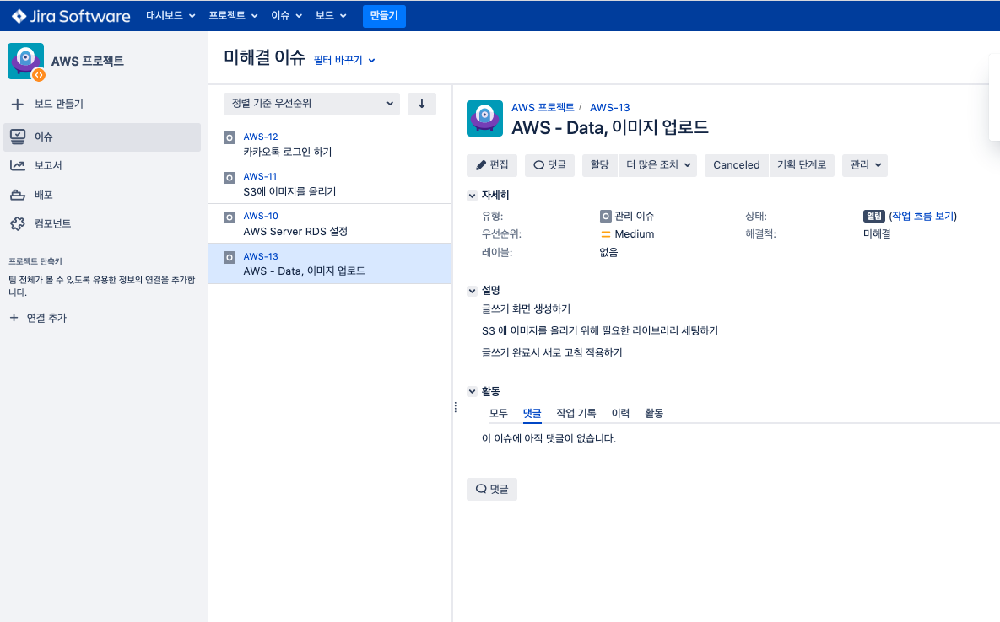 Jira Software 대시보드 프로젝트 이슈 보드 만들기
AWS 프로젝트
보드 만들기
이슈
보고서
배포
컴포넌트
프로젝트 단축키
팀 전체가 볼 수 있도록 유용한 정보의 연결을 추가합
니다.
+ 연결 추가
미해결 이슈 필터 바꾸기
정렬 기준 우선순위
AWS-12
카카오톡 로그인 하기
AWS-11
S3에 이미지를 올리기
AWS-10
AWS Server RDS 설정
AWS-13
AWS - Data, 이미지 업로드
AWS 프로젝트 / AWS-13
AWS - Data, 이미지 업로드
편집 댓글 할당 더 많은 조치 Canceled 기획 단계로 관리
자세히
유형: 관리 이슈 상태: 열림 (작업 흐름 보기)
우선순위: Medium 해결책: 미해결
레이블: 없음
설명
글쓰기 화면 생성하기
S3 에 이미지를 올리기 위해 필요한 라이브러리 세팅하기
글쓰기 완료시 새로 고침 적용하기
활동
모두 댓글 작업 기록 이력 활동
이 이슈에 아직 댓글이 없습니다.
댓글